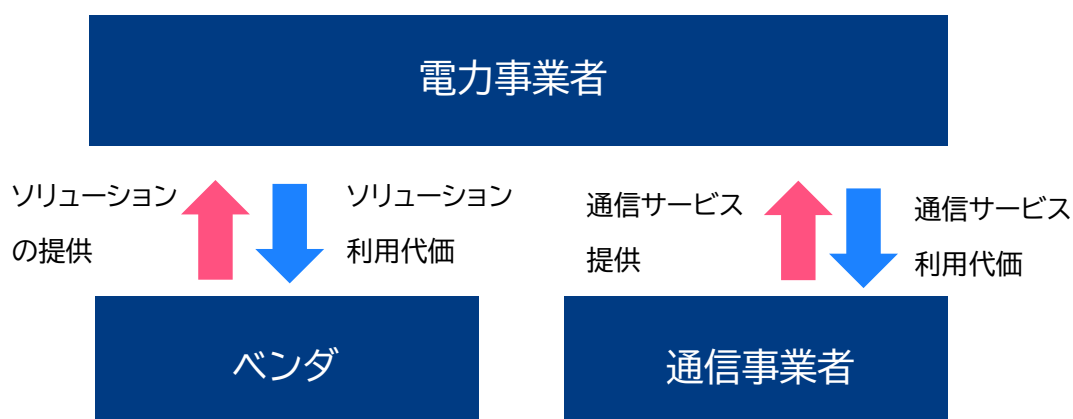 電力事業者
ソリューション
の提供
ソリューション
利用代価
通信サービス
提供
通信サービス
利用代価
ベンダ
通信事業者